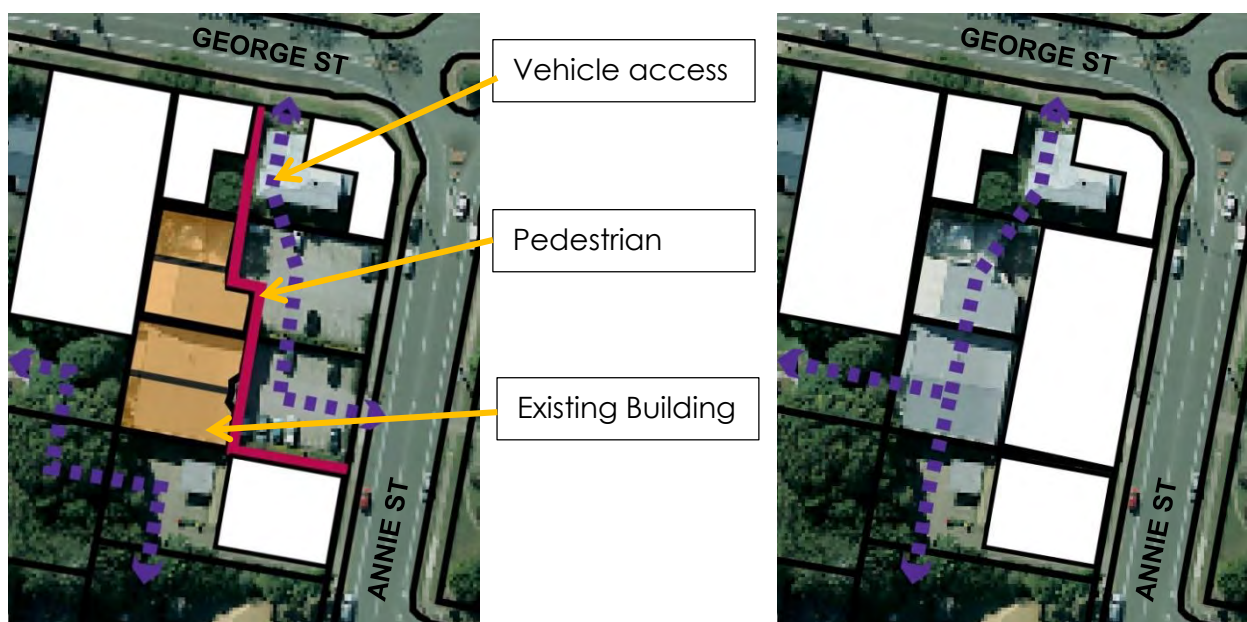 GEORGE ST
Vehicle access
Pedestrian
Existing Building
ANNIE ST
GEORGE ST
ANNIE ST